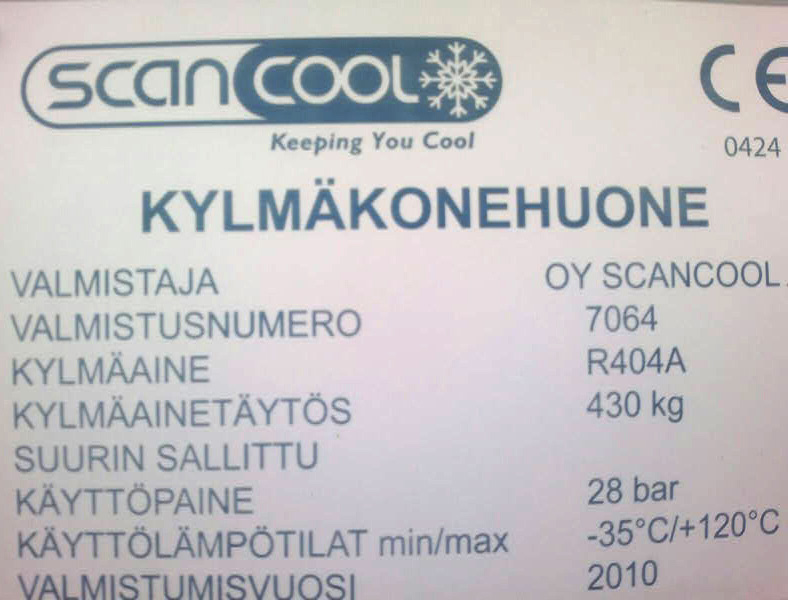 scancool
Keeping You Cool
CE
0424
KYLMÄKONEHUONE
VALMISTAJA OY SCANCOOL
VALMISTUSNUMERO 7064
KYLMÄAINE R404A
KYLMÄAINETÄYTÖS 430 kg
SUURIN SALLITTU
KÄYTTÖPAINE 28 bar
KÄYTTÖLÄMPÖTILAT min/max -35°C/+120°C
VALMISTUMISVUOSI 2010